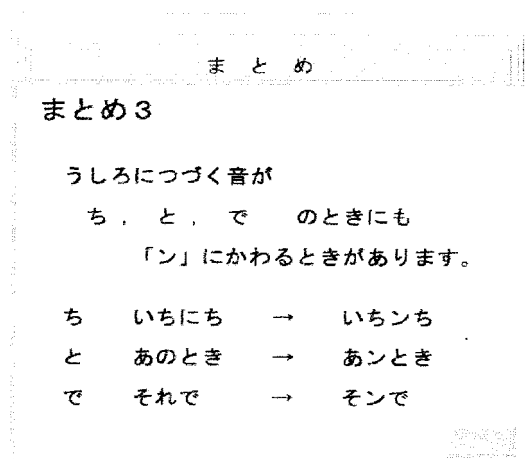 まとめ
まとめ3
うしろにつづく音が
ち, と, で のときにも
「ン」にかわるときがあります。
ち いちにち → いちンち
と あのとき → あンとき
で それで → そンで